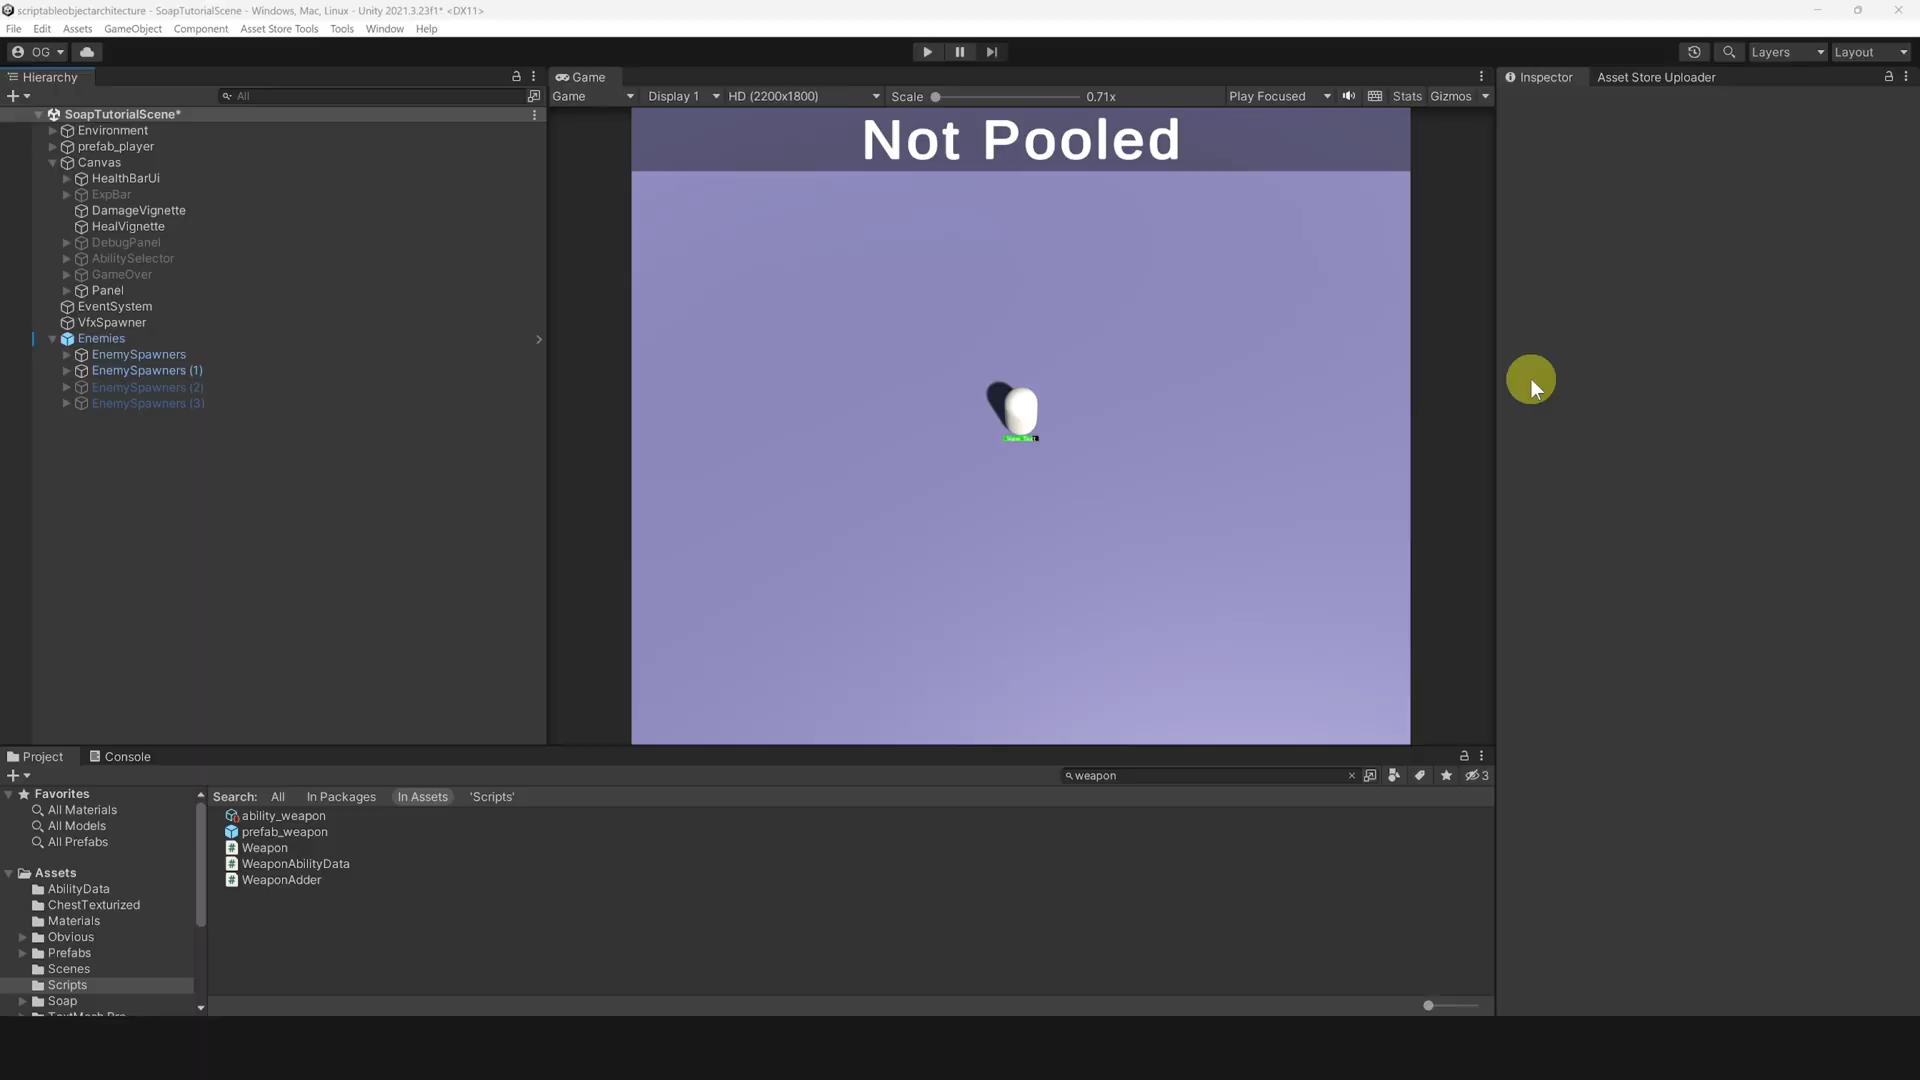 scriptableobjectarchitecture - SoapTutorialScene - Windows, Mac, Linux - Unity 2021.3.23f1* <DX11>
File Edit Assets GameObject Component Asset Store Tools Tools Window Help
OG Layers Layout
Hierarchy Game Inspector Asset Store Uploader
All Game Display 1 HD (2200x1800) Scale 0.71x Play Focused Stats Gizmos
SoapTutorialScene*
Environment
prefab_player
Canvas
HealthBarUi
ExpBar
DamageVignette
HealVignette
DebugPanel
AbilitySelector
GameOver
Panel
EventSystem
VfxSpawner
Enemies
EnemySpawners
EnemySpawners (1)
EnemySpawners (2)
EnemySpawners (3)
Not Pooled
Project Console
weapon 3
Favorites
All Materials
All Models
All Prefabs
Assets
AbilityData
ChestTexturized
Materials
Obvious
Prefabs
Scenes
Scripts
Soap
Search: All In Packages In Assets 'Scripts'
ability_weapon
prefab_weapon
Weapon
WeaponAbilityData
WeaponAdder